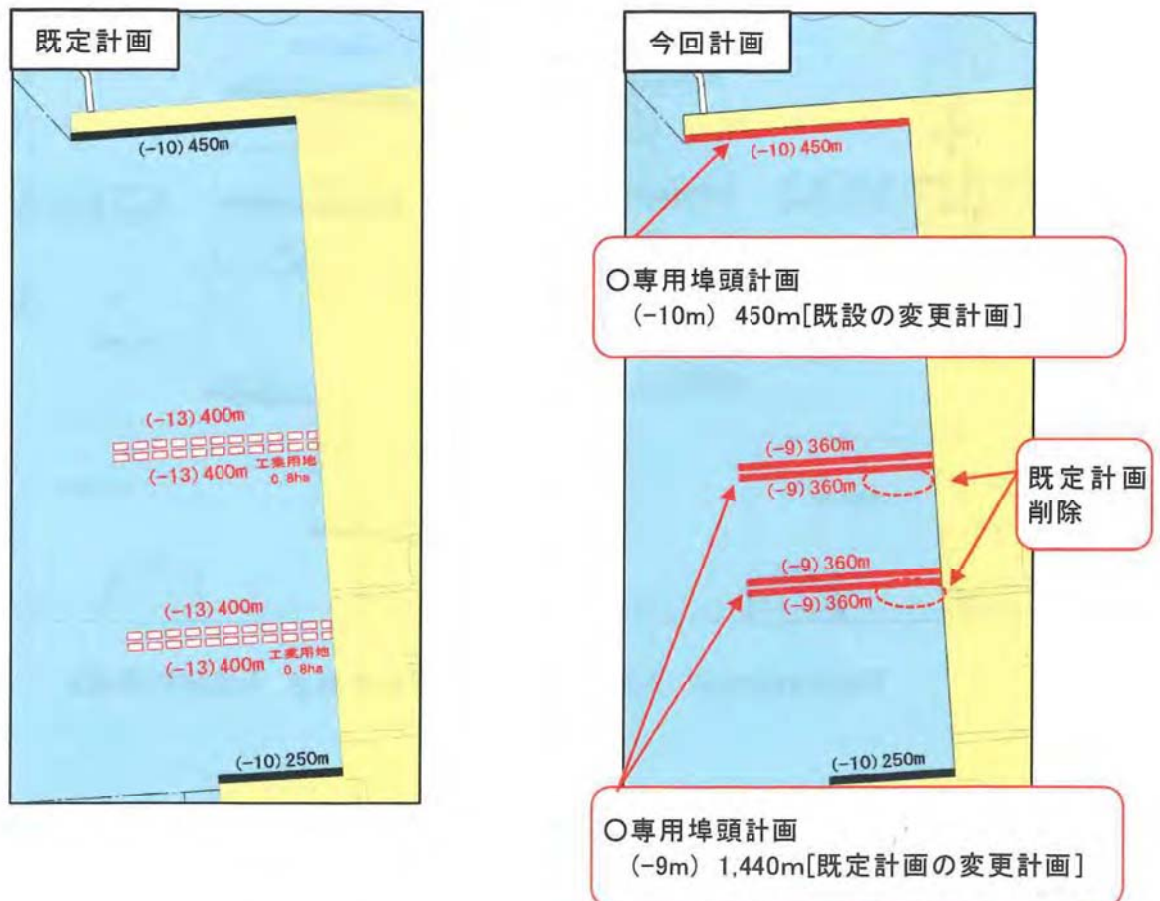 既定計画
(-10) 450m
(-13) 400m
(-13) 400m
工業用地
0.8ha
(-13) 400m
(-13) 400m
工業用地
0.8ha
(-10) 250m
今回計画
(-10) 450m
○専用埠頭計画
(-10m) 450m[既設の変更計画]
(-9) 360m
(-9) 360m
既定計画
削除
(-9) 360m
(-9) 360m
(-10) 250m
○専用埠頭計画
(-9m) 1,440m[既定計画の変更計画]